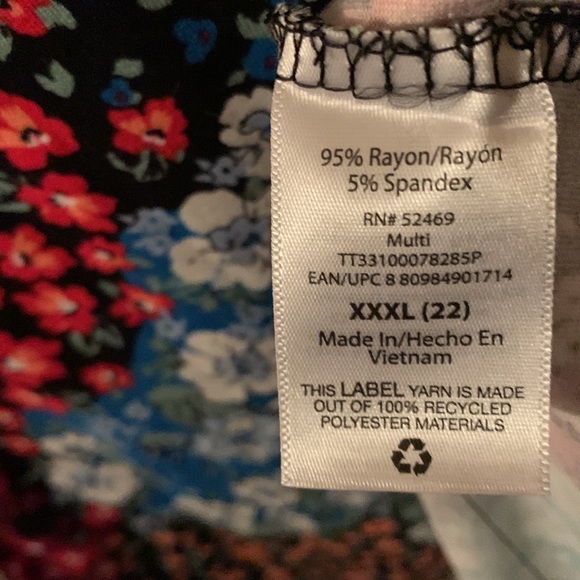 95% Rayon/Rayón
5% Spandex
RN# 52469
Multi
TT33100078285P
EAN/UPC 8 80984901714
XXXL (22)
Made In/Hecho En
Vietnam
THIS LABEL YARN IS MADE
OUT OF 100% RECYCLED
POLYESTER MATERIALS